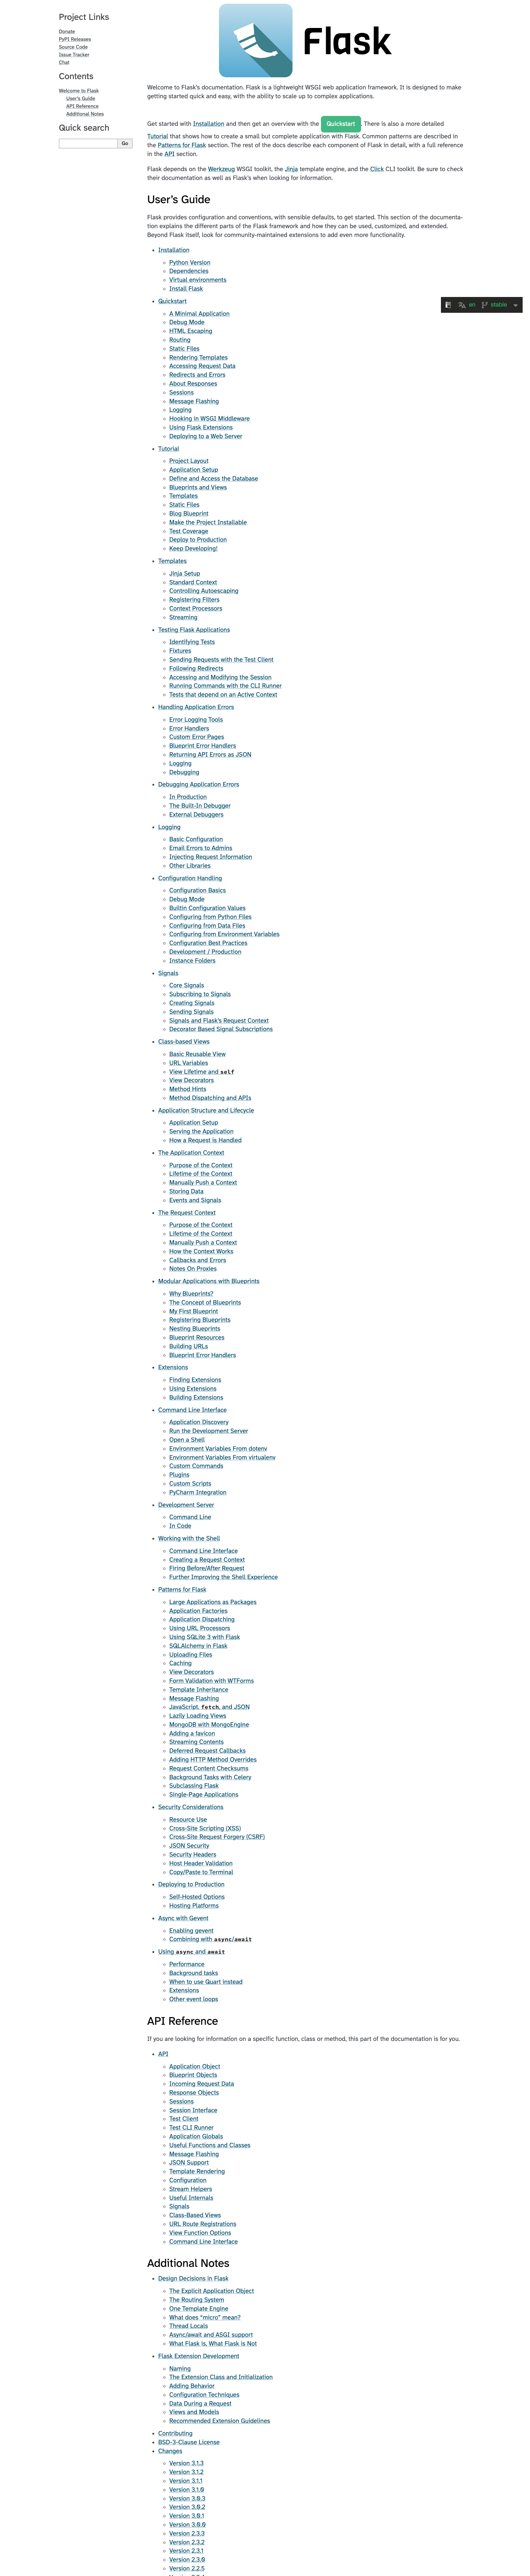 Project Links
Donate
PyPI Releases
Source Code
Issue Tracker
Chat
Contents
Welcome to Flask
User's Guide
API Reference
Additional Notes
Quick search
Go
Flask
Welcome to Flask's documentation. Flask is a lightweight WSGI web application framework. It is designed to make
getting started quick and easy, with the ability to scale up to complex applications.
Get started with Installation and then get an overview with the Quickstart. There is also a more detailed
Tutorial that shows how to create a small but complete application with Flask. Common patterns are described in
the Patterns for Flask section. The rest of the docs describe each component of Flask in detail, with a full reference
in the API section.
Flask depends on the Werkzeug WSGI toolkit, the Jinja template engine, and the Click CLI toolkit. Be sure to check
their documentation as well as Flask's when looking for information.
User's Guide
Flask provides configuration and conventions, with sensible defaults, to get started. This section of the documenta-
tion explains the different parts of the Flask framework and how they can be used, customized, and extended.
Beyond Flask itself, look for community-maintained extensions to add even more functionality.
Installation
Python Version
Dependencies
Virtual environments
Install Flask
Quickstart
en
stable
A Minimal Application
Debug Mode
HTML Escaping
Routing
Static Files
Rendering Templates
Accessing Request Data
Redirects and Errors
About Responses
Sessions
Message Flashing
Logging
Hooking in WSGI Middleware
Using Flask Extensions
Deploying to a Web Server
Tutorial
Project Layout
Application Setup
Define and Access the Database
Blueprints and Views
Templates
Static Files
Blog Blueprint
Make the Project Installable
Test Coverage
Deploy to Production
Keep Developing!
Templates
Jinja Setup
Standard Context
Controlling Autoescaping
Registering Filters
Context Processors
Streaming
Testing Flask Applications
Identifying Tests
Fixtures
Sending Requests with the Test Client
Following Redirects
Accessing and Modifying the Session
Running Commands with the CLI Runner
Tests that depend on an Active Context
Handling Application Errors
Error Logging Tools
Error Handlers
Custom Error Pages
Blueprint Error Handlers
Returning API Errors as JSON
Logging
Debugging
Debugging Application Errors
In Production
The Built-In Debugger
External Debuggers
Logging
Basic Configuration
Email Errors to Admins
Injecting Request Information
Other Libraries
Configuration Handling
Configuration Basics
Debug Mode
Builtin Configuration Values
Configuring from Python Files
Configuring from Data Files
Configuring from Environment Variables
Configuration Best Practices
Development / Production
Instance Folders
Signals
Core Signals
Subscribing to Signals
Creating Signals
Sending Signals
Signals and Flask's Request Context
Decorator Based Signal Subscriptions
Class-based Views
Basic Reusable View
URL Variables
View Lifetime and self
View Decorators
Method Hints
Method Dispatching and APIs
Application Structure and Lifecycle
Application Setup
Serving the Application
How a Request is Handled
The Application Context
Purpose of the Context
Lifetime of the Context
Manually Push a Context
Storing Data
Events and Signals
The Request Context
Purpose of the Context
Lifetime of the Context
Manually Push a Context
How the Context Works
Callbacks and Errors
Notes On Proxies
Modular Applications with Blueprints
Why Blueprints?
The Concept of Blueprints
My First Blueprint
Registering Blueprints
Nesting Blueprints
Blueprint Resources
Building URLs
Blueprint Error Handlers
Extensions
Finding Extensions
Using Extensions
Building Extensions
Command Line Interface
Application Discovery
Run the Development Server
Open a Shell
Environment Variables From dotenv
Environment Variables From virtualenv
Custom Commands
Plugins
Custom Scripts
PyCharm Integration
Development Server
Command Line
In Code
Working with the Shell
Command Line Interface
Creating a Request Context
Firing Before/After Request
Further Improving the Shell Experience
Patterns for Flask
Large Applications as Packages
Application Factories
Application Dispatching
Using URL Processors
Using SQLite 3 with Flask
SQLAlchemy in Flask
Uploading Files
Caching
View Decorators
Form Validation with WTForms
Template Inheritance
Message Flashing
JavaScript, fetch, and JSON
Lazily Loading Views
MongoDB with MongoEngine
Adding a favicon
Streaming Contents
Deferred Request Callbacks
Adding HTTP Method Overrides
Request Content Checksums
Background Tasks with Celery
Subclassing Flask
Single-Page Applications
Security Considerations
Resource Use
Cross-Site Scripting (XSS)
Cross-Site Request Forgery (CSRF)
JSON Security
Security Headers
Host Header Validation
Copy/Paste to Terminal
Deploying to Production
Self-Hosted Options
Hosting Platforms
Async with Gevent
Enabling gevent
Combining with async/await
Using async and await
Performance
Background tasks
When to use Quart instead
Extensions
Other event loops
API Reference
If you are looking for information on a specific function, class or method, this part of the documentation is for you.
API
Application Object
Blueprint Objects
Incoming Request Data
Response Objects
Sessions
Session Interface
Test Client
Test CLI Runner
Application Globals
Useful Functions and Classes
Message Flashing
JSON Support
Template Rendering
Configuration
Stream Helpers
Useful Internals
Signals
Class-Based Views
URL Route Registrations
View Function Options
Command Line Interface
Additional Notes
Design Decisions in Flask
The Explicit Application Object
The Routing System
One Template Engine
What does "micro" mean?
Thread Locals
Async/await and ASGI support
What Flask is, What Flask is Not
Flask Extension Development
Naming
The Extension Class and Initialization
Adding Behavior
Configuration Techniques
Data During a Request
Views and Models
Recommended Extension Guidelines
Contributing
BSD-3-Clause License
Changes
Version 3.1.3
Version 3.1.2
Version 3.1.1
Version 3.1.0
Version 3.0.3
Version 3.0.2
Version 3.0.1
Version 3.0.0
Version 2.3.3
Version 2.3.2
Version 2.3.1
Version 2.3.0
Version 2.2.5